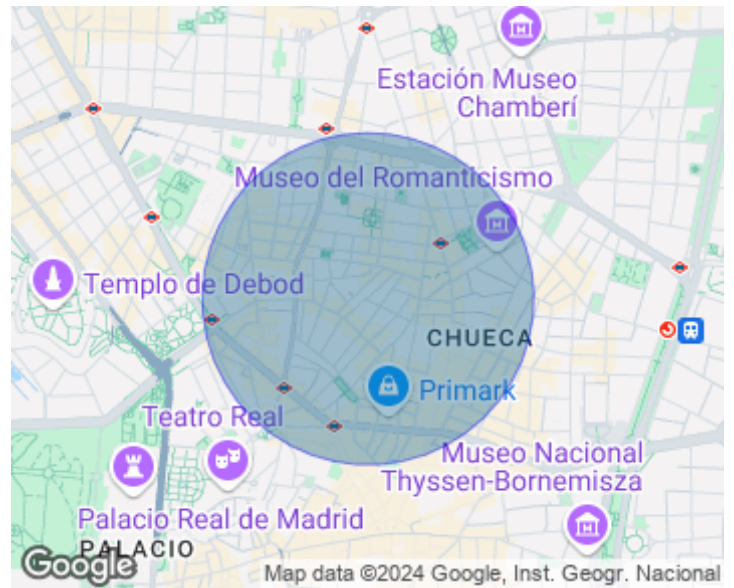 Estación Museo
Chamberí
Museo del Romanticismo
Templo de Debod
CHUECA
Primark
Teatro Real
Museo Nacional
Thyssen-Bornemisza
Palacio Real de Madrid
PALACIO
Google
Map data ©2024 Google, Inst. Geogr. Nacional